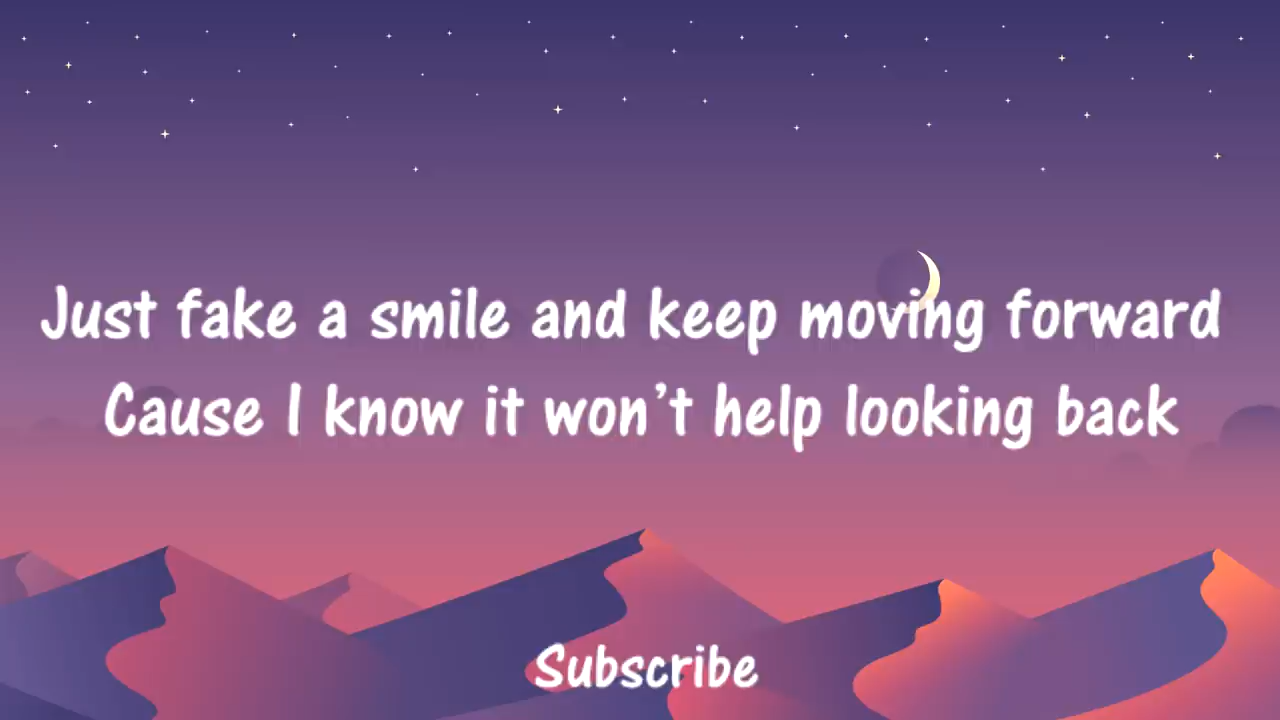 Just fake a smile and keep moving forward
Cause I know it won't help looking back
Subscribe